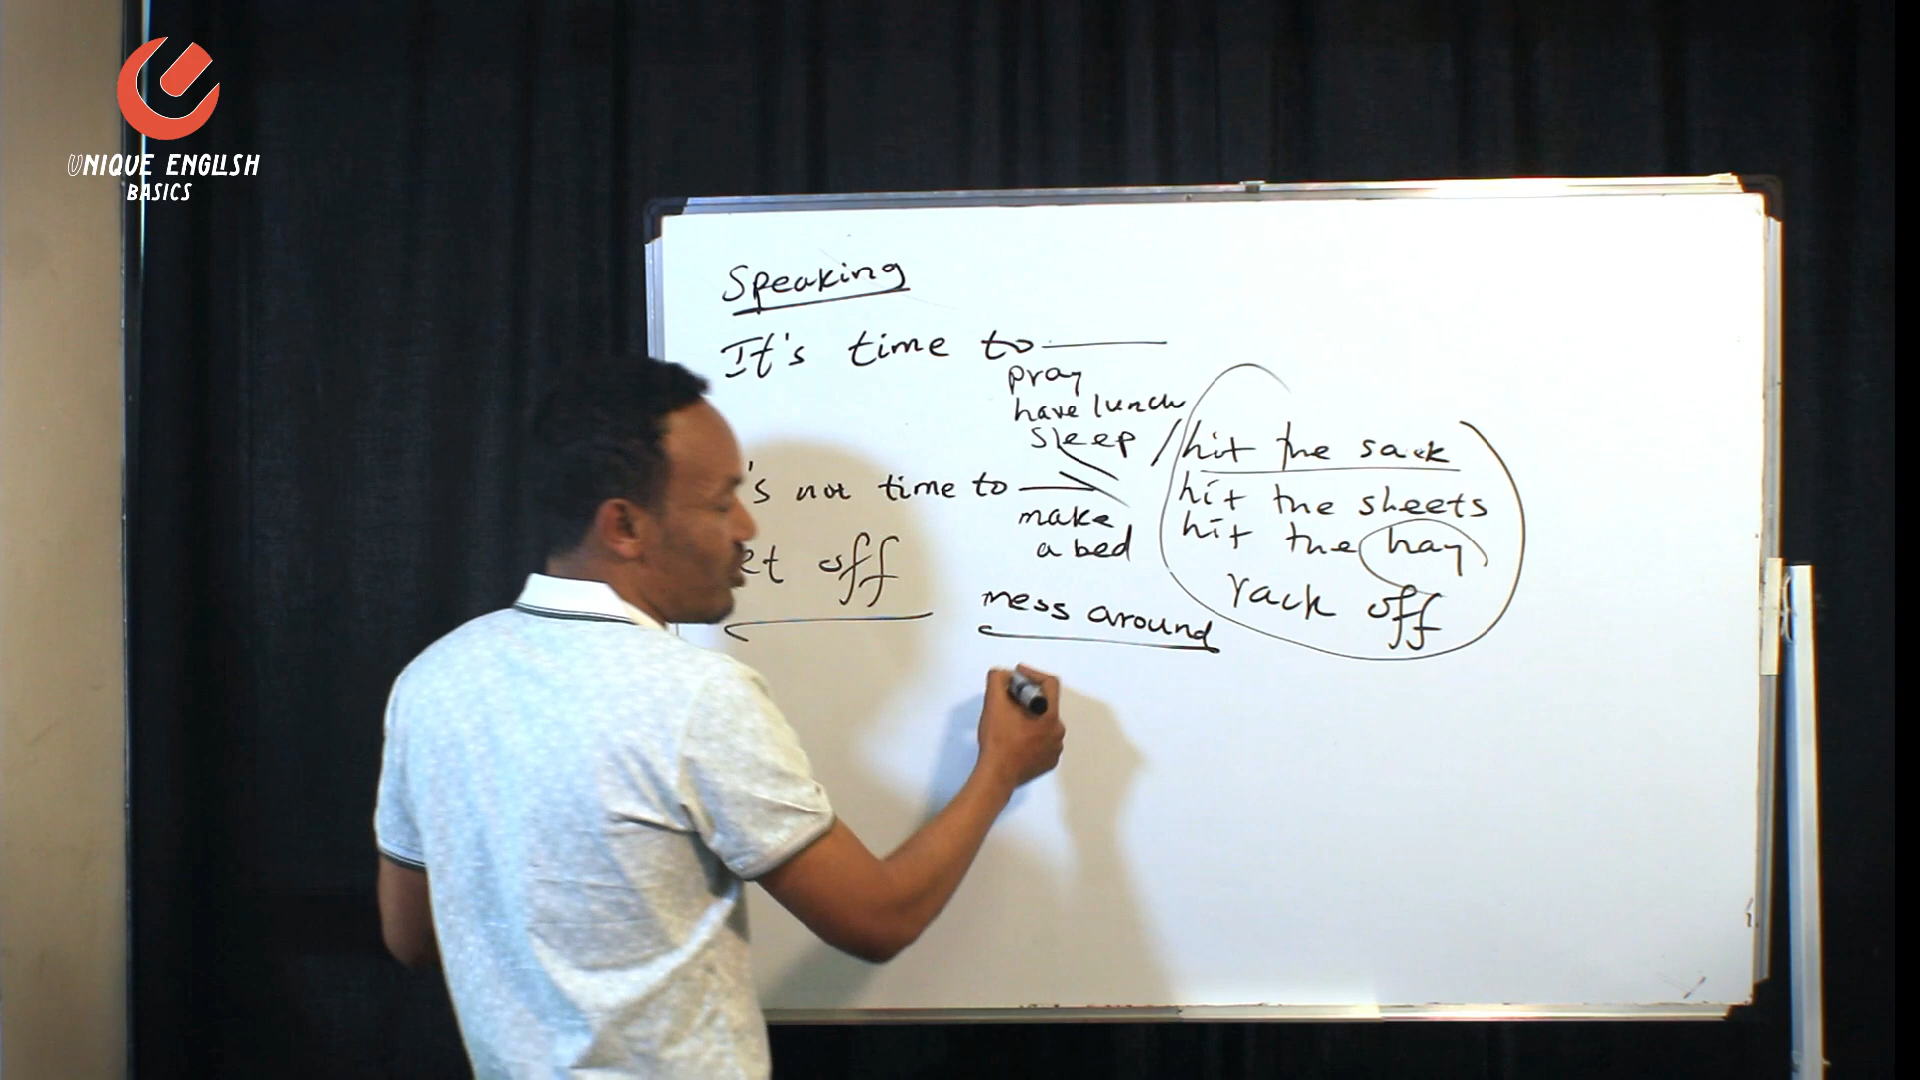 UNIQUE ENGLISH
BASICS
Speaking
It's time to
pray
have lunch
sleep / hit the sack
hit the sheets
hit the hay
rack off
's not time to
make
a bed
et off
mess around